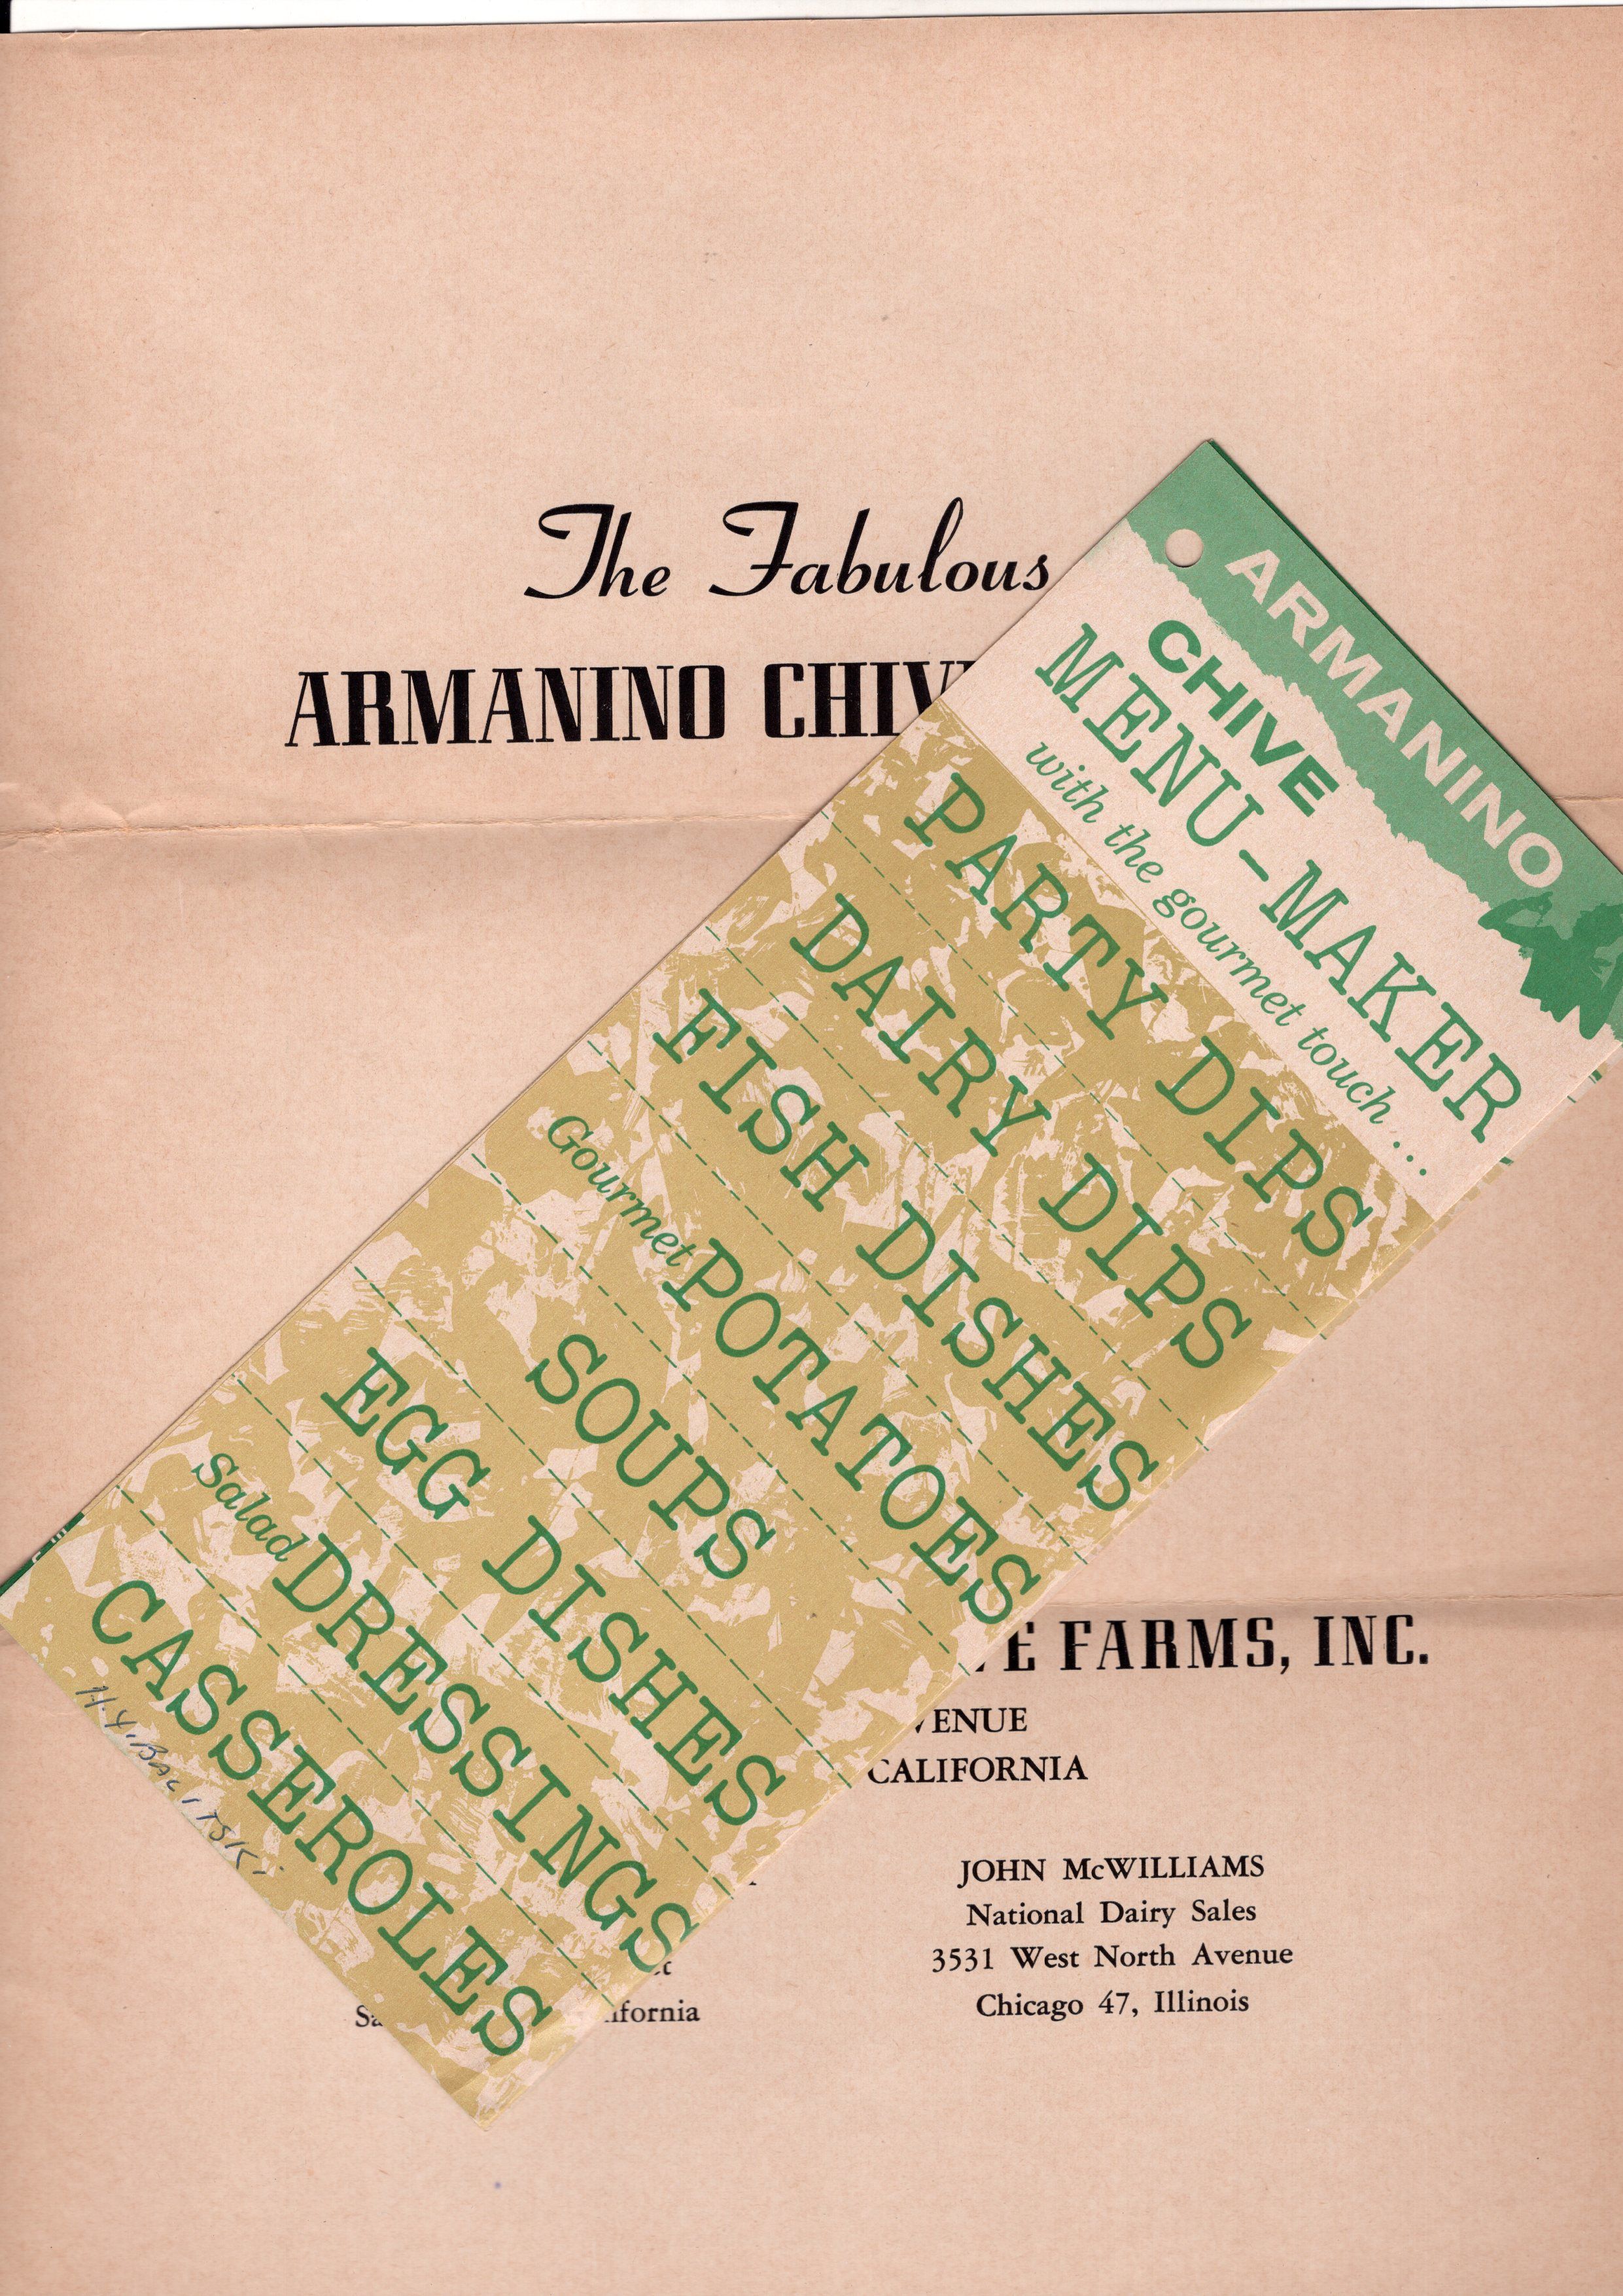 The Fabulous
ARMANINO CHIV
ARMANINO
CHIVE
MENU-MAKER
with the gourmet touch...
PARTY DIPS
DAIRY DIPS
FISH DISHES
Gourmet POTATOES
SOUPS
EGG DISHES
Salad DRESSINGS
CASSEROLES
E FARMS, INC.
VENUE
CALIFORNIA
JOHN McWILLIAMS
National Dairy Sales
3531 West North Avenue
Chicago 47, Illinois
Sa
ifornia